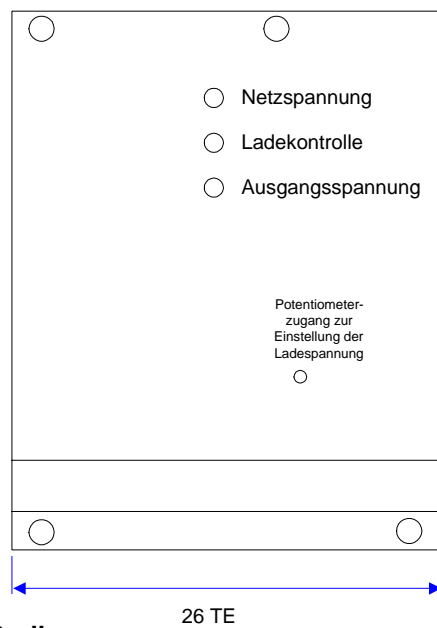 Netzspannung
Ladekontrolle
Ausgangsspannung
Potentiometer-
zugang zur
Einstellung der
Ladespannung
26 TE